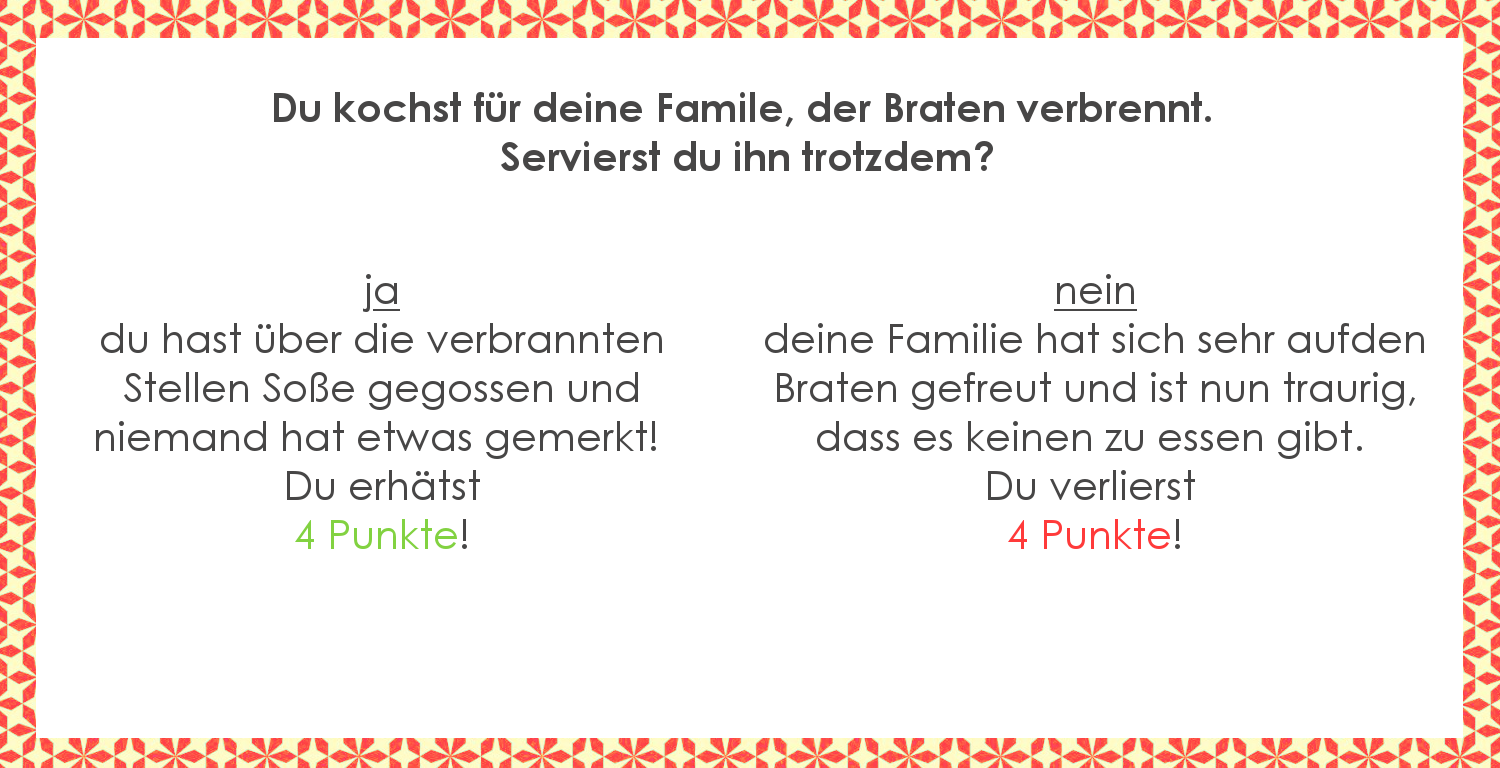 Du kochst für deine Famile, der Braten verbrennt.
Servierst du ihn trotzdem?
ja
du hast über die verbrannten
Stellen Soße gegossen und
niemand hat etwas gemerkt!
Du erhätst
4 Punkte!
nein
deine Familie hat sich sehr aufden
Braten gefreut und ist nun traurig,
dass es keinen zu essen gibt.
Du verlierst
4 Punkte!